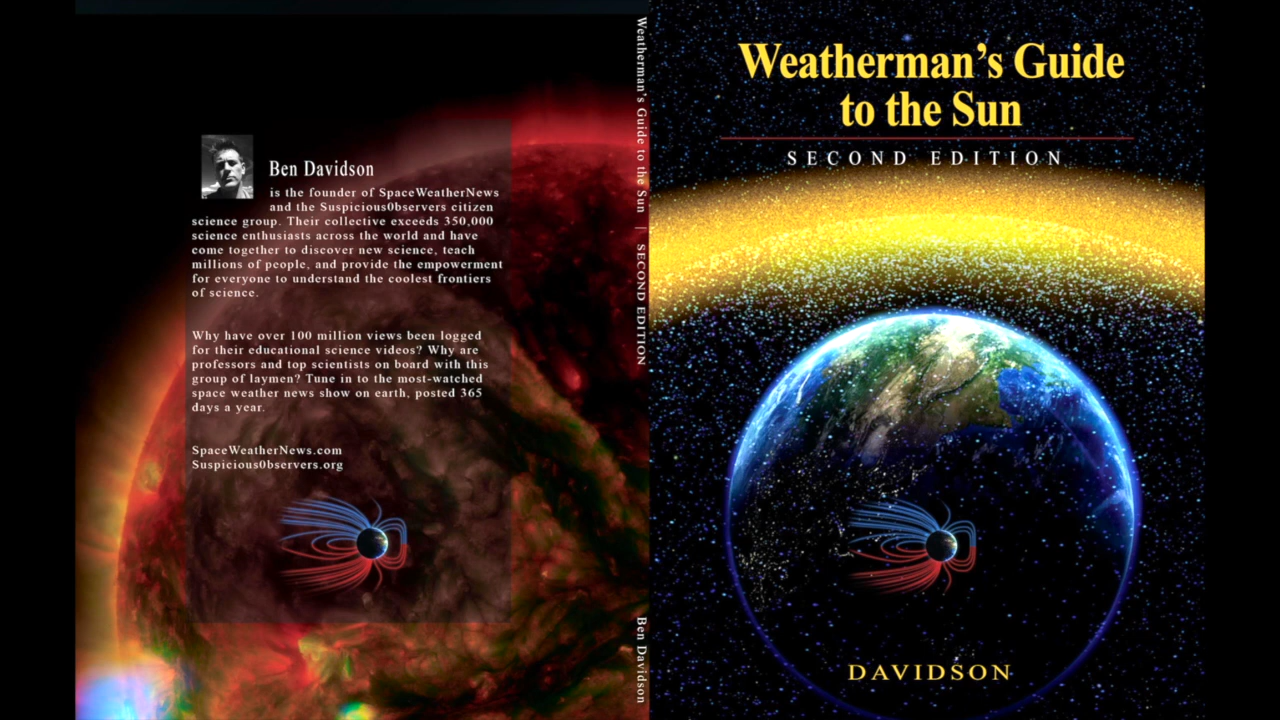 Ben Davidson
is the founder of SpaceWeatherNews
and the Suspicious0bservers citizen
science group. Their collective exceeds 350,000
science enthusiasts across the world and have
come together to discover new science, teach
millions of people, and provide the empowerment
for everyone to understand the coolest frontiers
of science.
Why have over 100 million views been logged
for their educational science videos? Why are
professors and top scientists on board with this
group of laymen? Tune in to the most-watched
space weather news show on earth, posted 365
days a year.
SpaceWeatherNews.com
Suspicious0bservers.org
Weatherman's Guide to the Sun | SECOND EDITION
Ben Davidson
Weatherman's Guide
to the Sun
SECOND EDITION
DAVIDSON